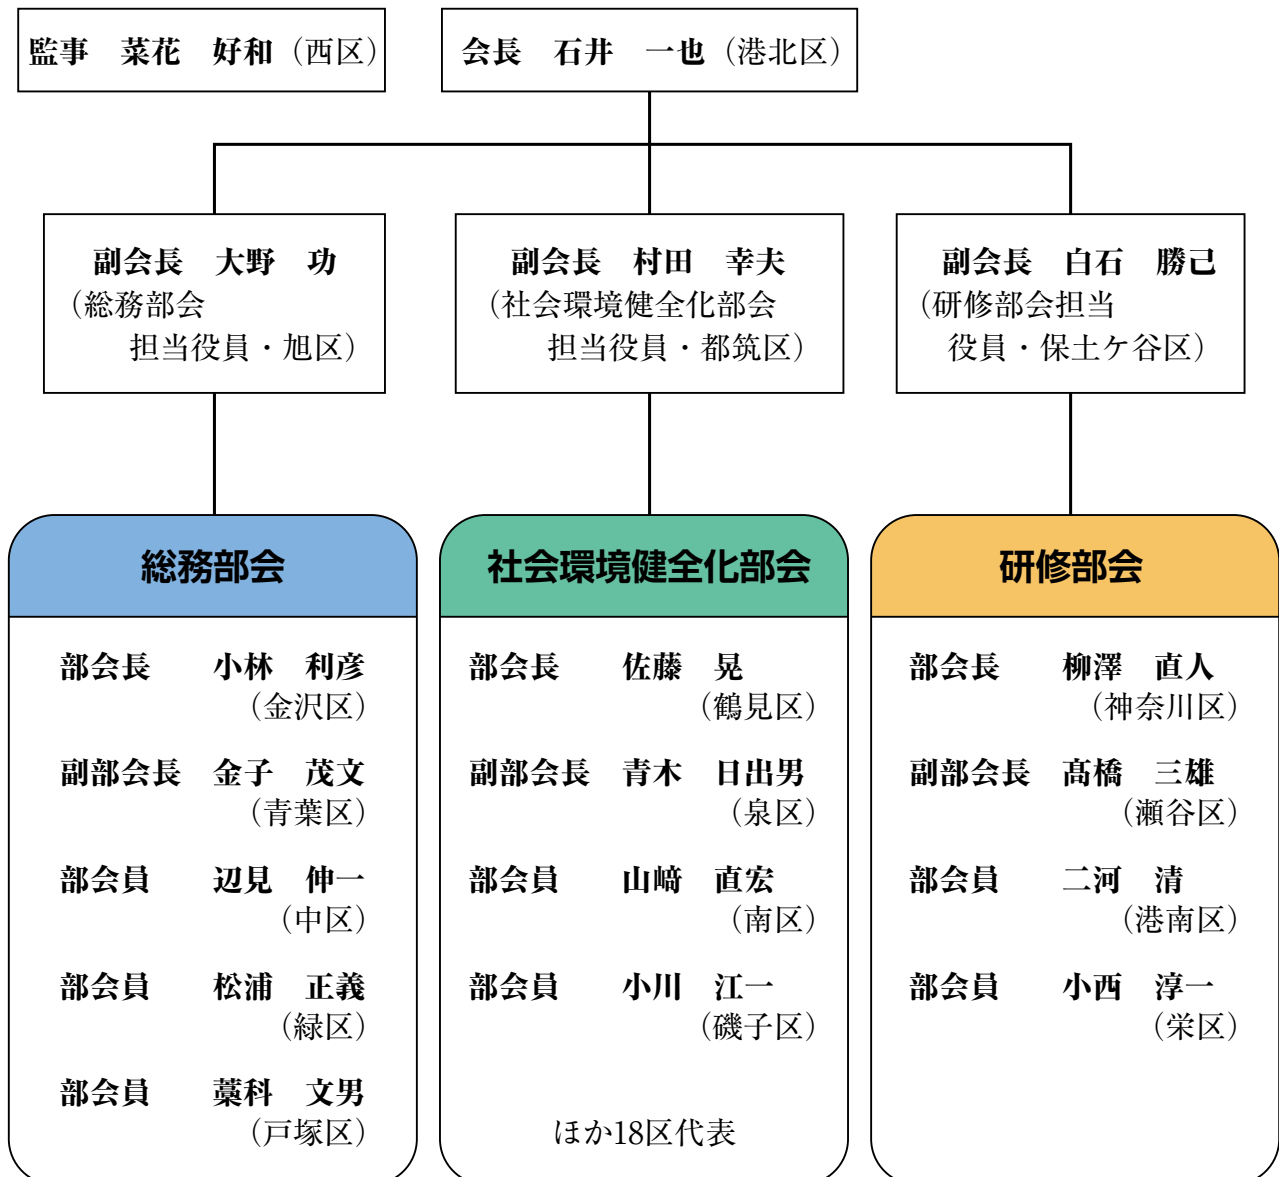 監事　菜花　好和（西区）
会長　石井　一也（港北区）
副会長　大野　功
（総務部会
担当役員・旭区）
副会長　村田　幸夫
（社会環境健全化部会
担当役員・都筑区）
副会長　白石　勝己
（研修部会担当
役員・保土ケ谷区）
総務部会
部会長　小林　利彦
（金沢区）
副部会長　金子　茂文
（青葉区）
部会員　辺見　伸一
（中区）
部会員　松浦　正義
（緑区）
部会員　藁科　文男
（戸塚区）
社会環境健全化部会
部会長　佐藤　晃
（鶴見区）
副部会長　青木　日出男
（泉区）
部会員　山﨑　直宏
（南区）
部会員　小川　江一
（磯子区）
ほか18区代表
研修部会
部会長　柳澤　直人
（神奈川区）
副部会長　髙橋　三雄
（瀬谷区）
部会員　二河　清
（港南区）
部会員　小西　淳一
（栄区）